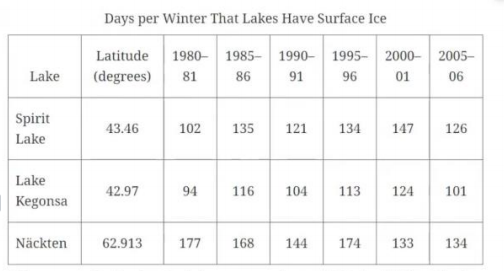 Days per Winter That Lakes Have Surface Ice
Lake Latitude (degrees) 1980–81 1985–86 1990–91 1995–96 2000–01 2005–06
Spirit Lake 43.46 102 135 121 134 147 126
Lake Kegonsa 42.97 94 116 104 113 124 101
Näckten 62.913 177 168 144 174 133 134